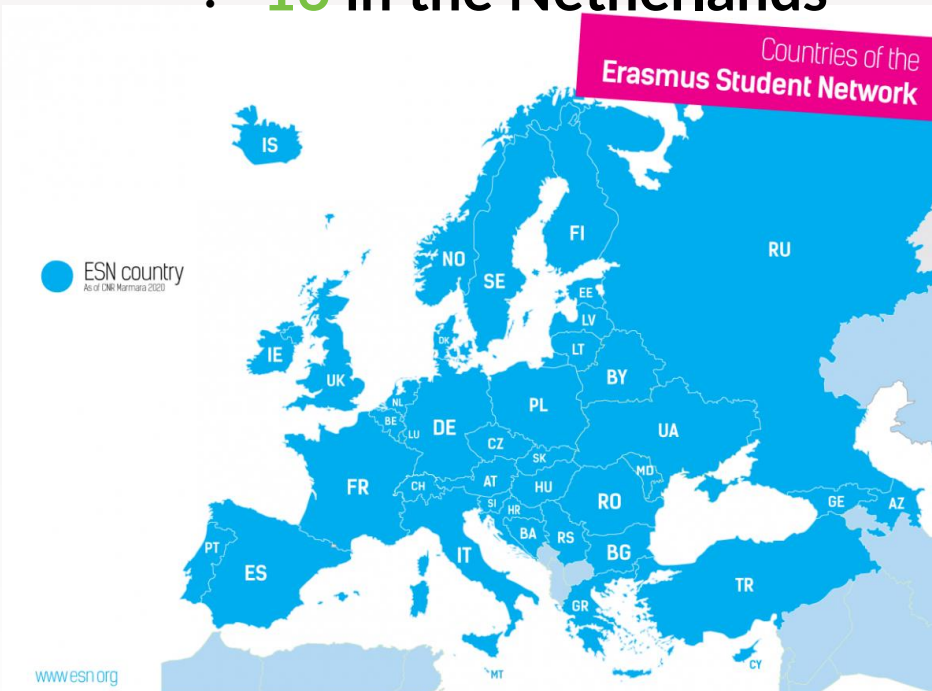 16 in the Netherlands
Countries of the
Erasmus Student Network
IS
FI
RU
NO
SE
ESN country
As of CNR Marmara 2020
EE
LV
DK
LT
IE
BY
UK
NL
PL
BE
DE
UA
LU
CZ
SK
MD
FR
CH
AT
HU
RO
SI
HR
GE
AZ
BA
RS
PT
IT
BG
ES
TR
GR
CY
MT
www.esn.org